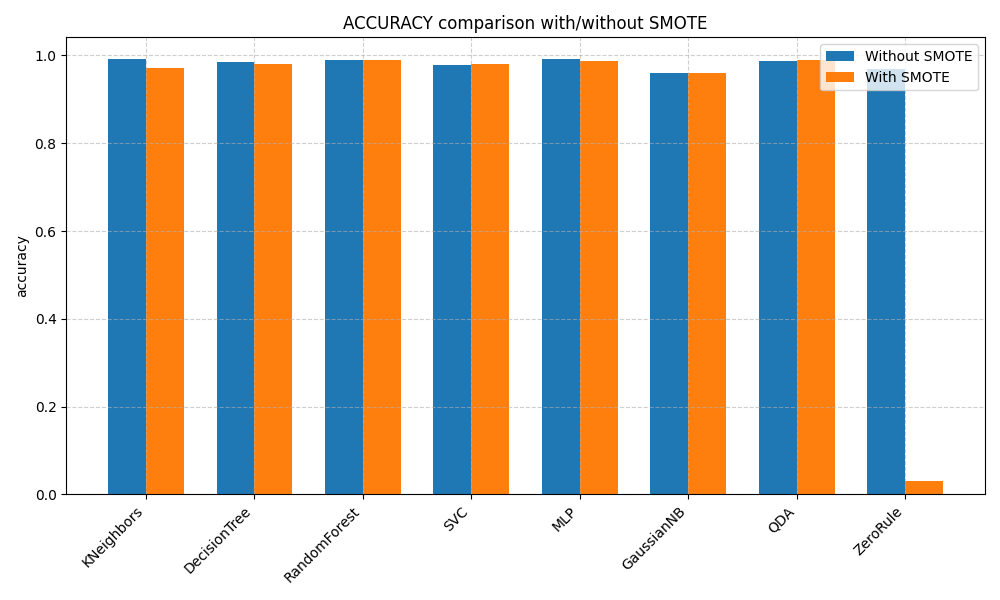 ACCURACY comparison with/without SMOTE
Without SMOTE
With SMOTE
accuracy
1.0
0.8
0.6
0.4
0.2
0.0
KNeighbors
DecisionTree
RandomForest
SVC
MLP
GaussianNB
QDA
ZeroRule